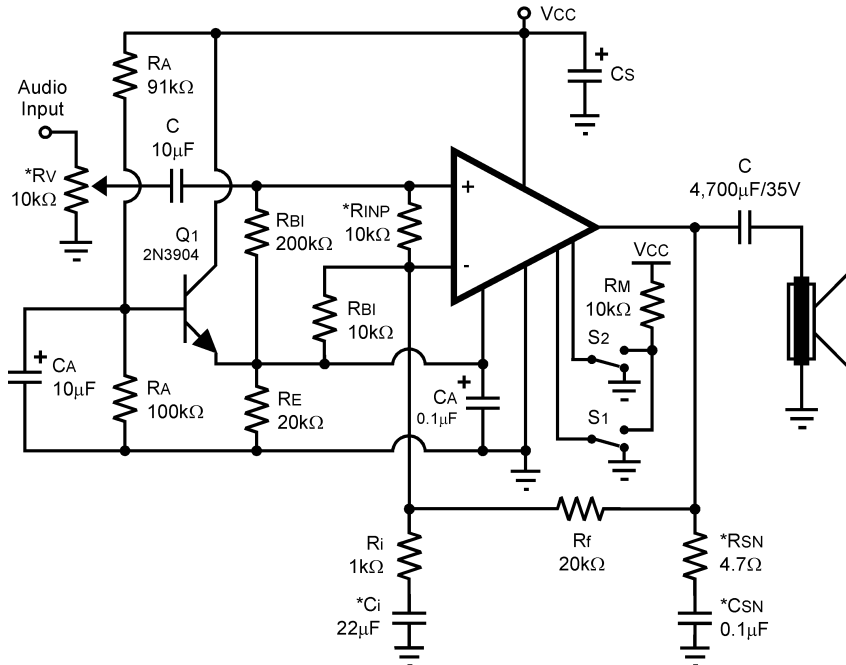 VCC
RA
91kΩ
+
CS
Audio
Input
C
10μF
*RV
10kΩ
+
-
*RINP
10kΩ
RBI
200kΩ
C
4,700μF/35V
Q1
2N3904
VCC
RM
10kΩ
RBI
10kΩ
S2
+
CA
10μF
RA
100kΩ
RE
20kΩ
+
CA
0.1μF
S1
Ri
1kΩ
Rf
20kΩ
*RSN
4.7Ω
*Ci
22μF
*CSN
0.1μF